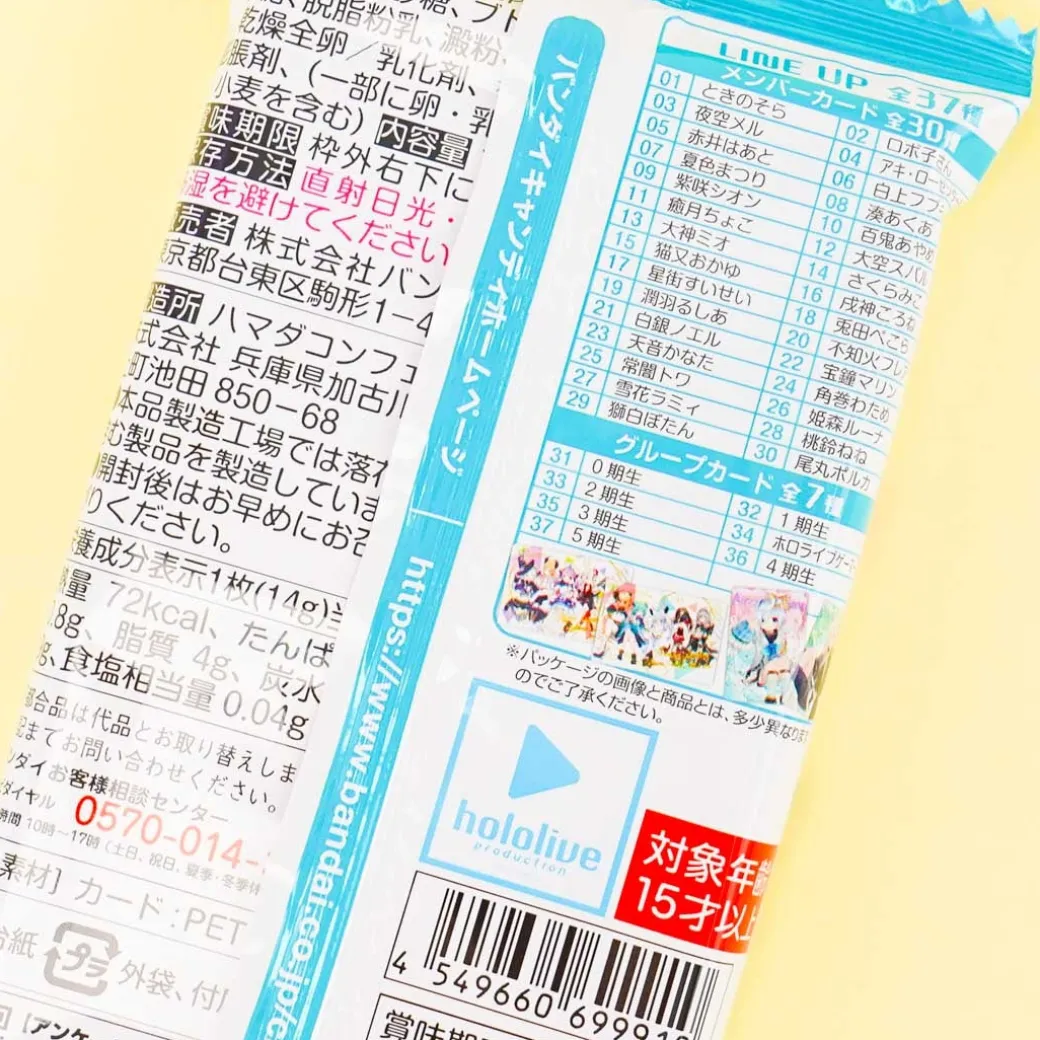 糖、
、脱脂粉乳、澱粉、
乾燥全卵／乳化剤、
脹剤、(一部に卵・乳
小麦を含む) 内容量
味期限 枠外右下に
存方法 直射日光・
湿を避けてください
売者 株式会社バン
京都台東区駒形1-4
造所 ハマダコンフェ
式会社 兵庫県加古川
町池田 850-68
本品製造工場では落花
む製品を製造していま
開封後はお早めにお召
りください。
養成分表示1枚(14g)当
量 72kcal、たんぱ
.8g、脂質 4g、炭水
g、食塩相当量 0.04g
部合品は代品とお取り替えしま
記までお問い合わせください。
ンダイお客様相談センター
ダイヤル 0570-014-
時間 10時～17時 (土日、祝日、夏季・冬季休
素材] カード:PET
給紙 プラ 外袋、付
[アンケ
バンダイキャンディホームページ
https://www.bandai.co.jp/c
LINE UP 全37種
メンバーカード 全30種
01 ときのそら 02 ロボ子さん
03 夜空メル 04 アキ・ローゼンタ
05 赤井はあと 06 白上フブ
07 夏色まつり 08 湊あくあ
09 紫咲シオン 10 百鬼あやめ
11 癒月ちょこ 12 大空スバル
13 大神ミオ 14 さくらみこ
15 猫又おかゆ 16 戌神ころね
17 星街すいせい 18 兎田ぺこら
19 潤羽るしあ 20 不知火フレ
21 白銀ノエル 22 宝鐘マリン
23 天音かなた 24 角巻わため
25 常闇トワ 26 姫森ルーナ
27 雪花ラミィ 28 桃鈴ねね
29 獅白ぼたん 30 尾丸ポルカ
グループカード 全7種
31 0期生 32 1期生
33 2期生 34 ホロライブゲー
35 3期生 36 4期生
37 5期生
※パッケージの画像と商品とは、多少異なりま
のでご了承ください。
hololive
production
対象年齢
15才以上
4 549660 69991
賞味期